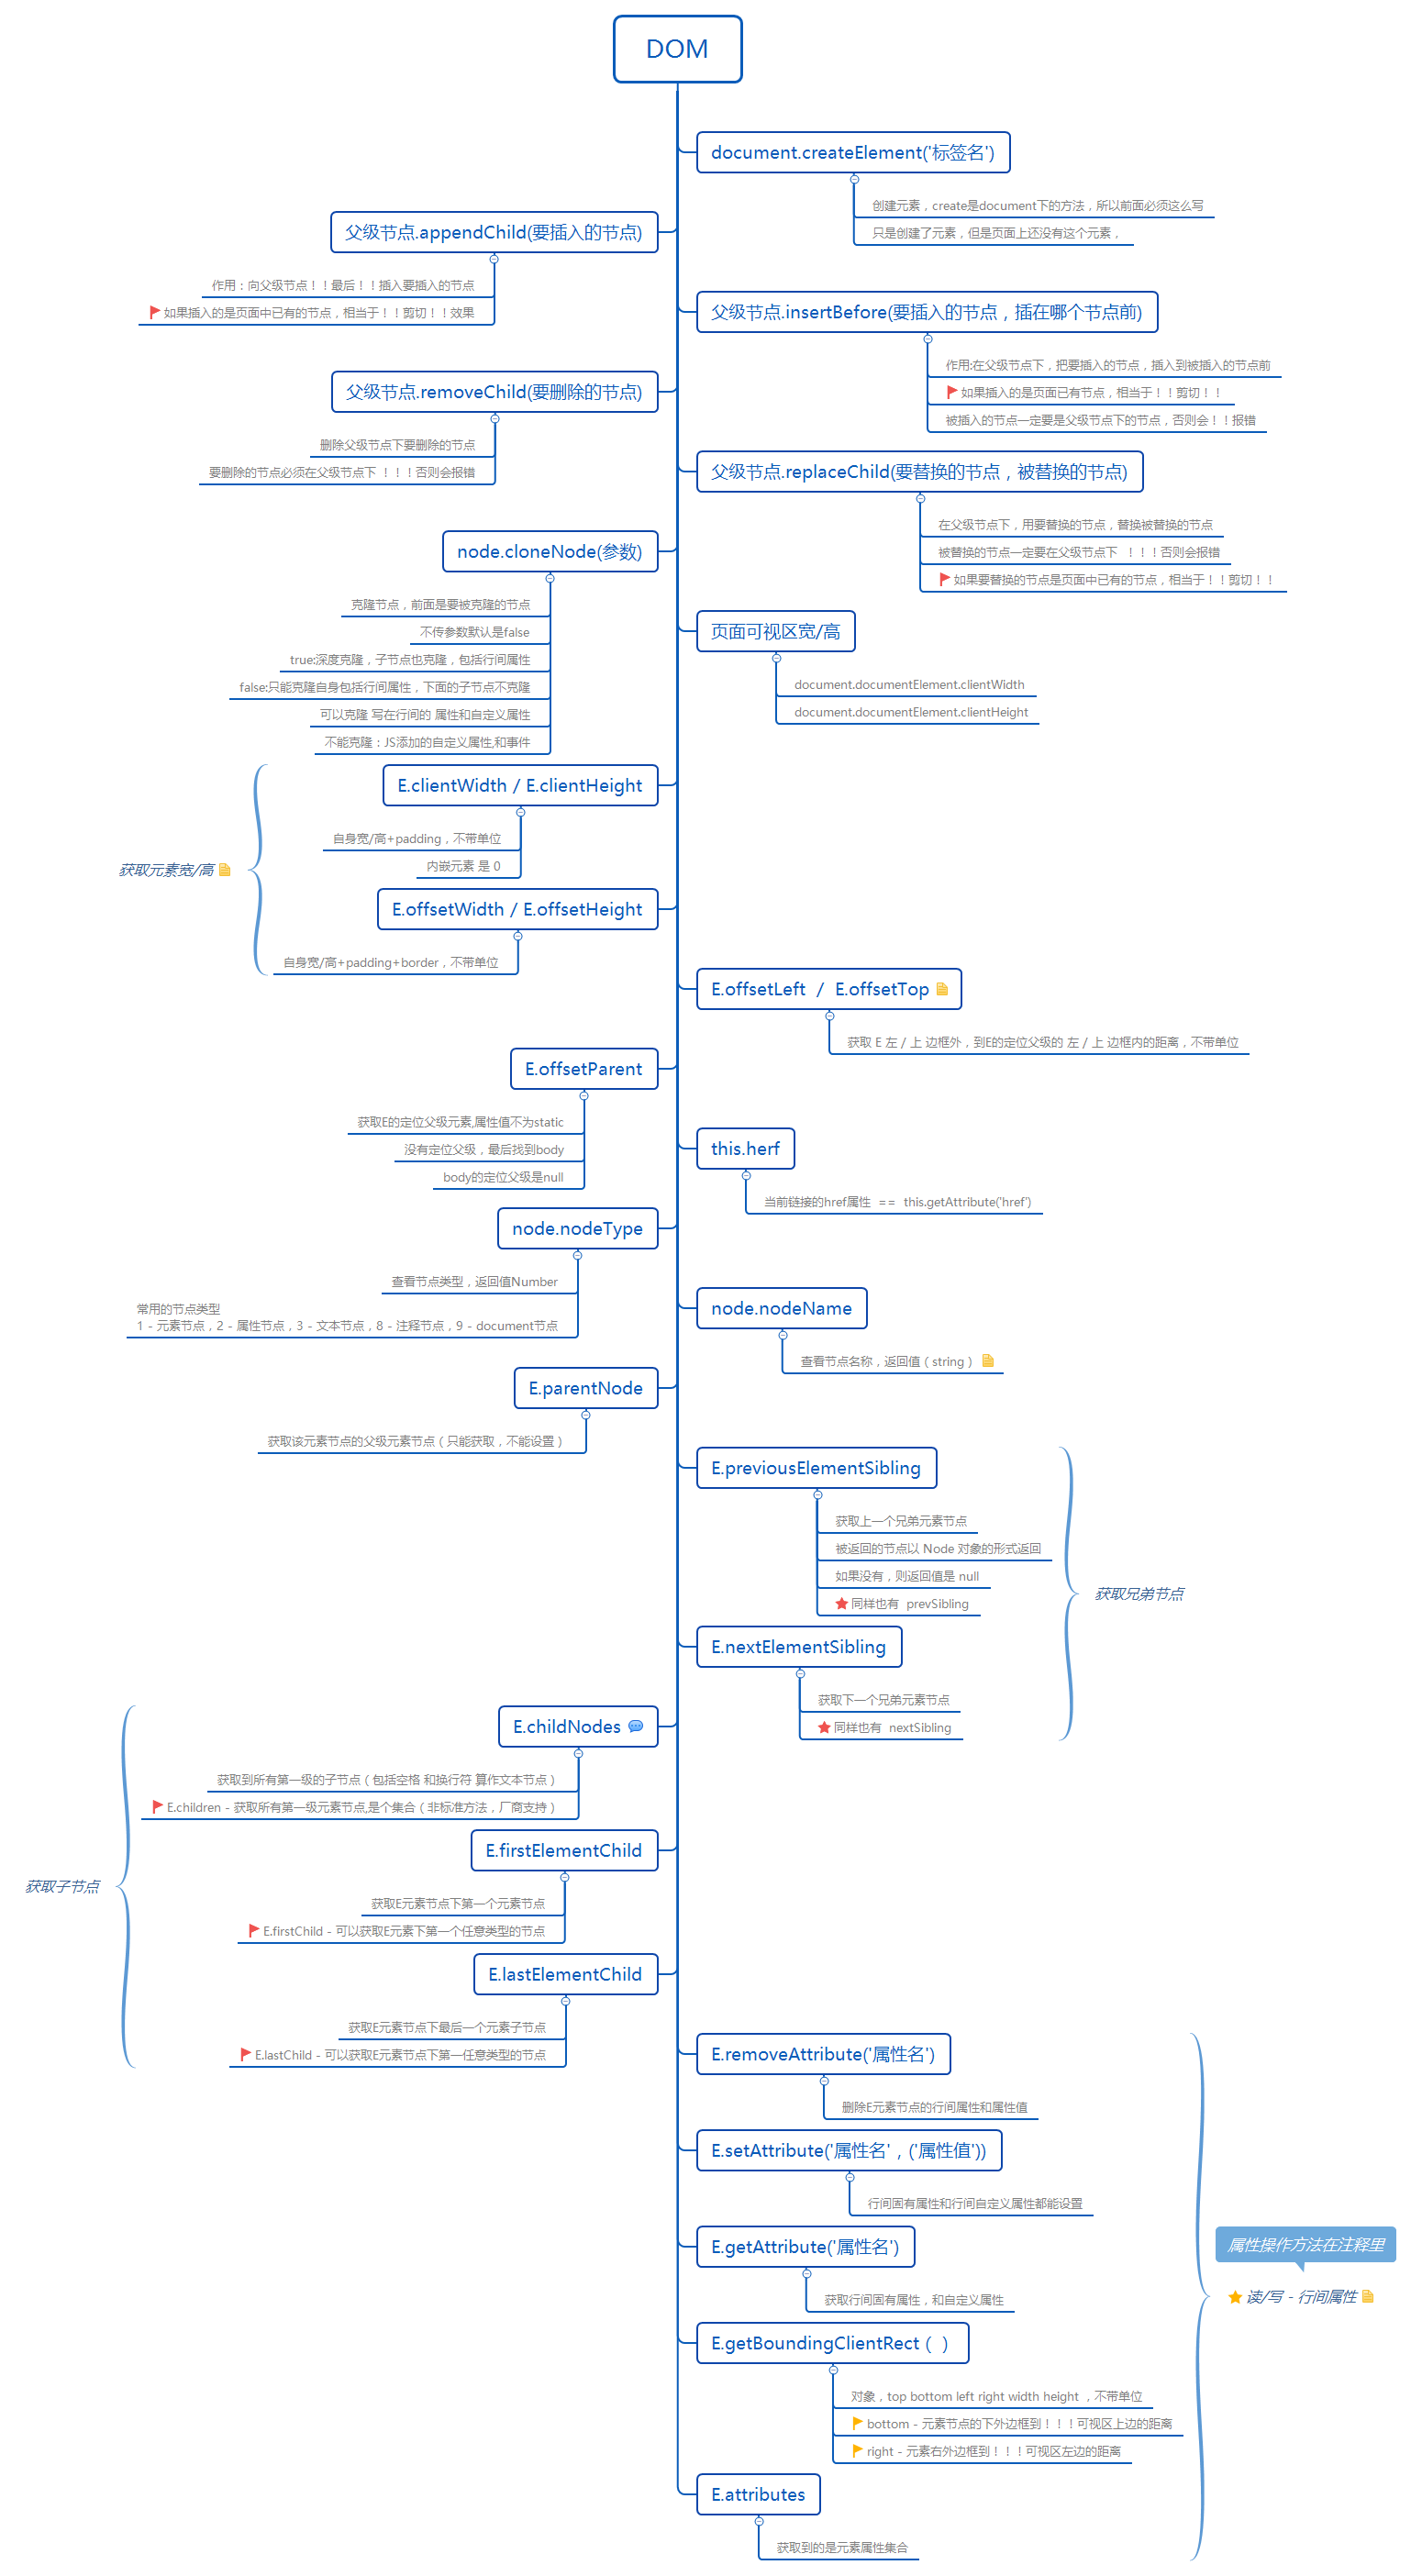 DOM
document.createElement('标签名')
创建元素，create是document下的方法，所以前面必须这么写
只是创建了元素，但是页面上还没有这个元素，
父级节点.appendChild(要插入的节点)
作用：向父级节点！！最后！！插入要插入的节点
如果插入的是页面中已有的节点，相当于！！剪切！！效果
父级节点.insertBefore(要插入的节点，插在哪个节点前)
作用:在父级节点下，把要插入的节点，插入到被插入的节点前
如果插入的是页面已有节点，相当于！！剪切！！
被插入的节点一定要是父级节点下的节点，否则会！！报错
父级节点.removeChild(要删除的节点)
删除父级节点下要删除的节点
要删除的节点必须在父级节点下 ！！！否则会报错
父级节点.replaceChild(要替换的节点，被替换的节点)
在父级节点下，用要替换的节点，替换被替换的节点
被替换的节点一定要在父级节点下 ！！！否则会报错
如果要替换的节点是页面中已有的节点，相当于！！剪切！！
node.cloneNode(参数)
克隆节点，前面是要被克隆的节点
不传参数默认是false
true:深度克隆，子节点也克隆，包括行间属性
false:只能克隆自身包括行间属性，下面的子节点不克隆
可以克隆 写在行间的 属性和自定义属性
不能克隆：JS添加的自定义属性,和事件
页面可视区宽/高
document.documentElement.clientWidth
document.documentElement.clientHeight
获取元素宽/高
E.clientWidth / E.clientHeight
自身宽/高+padding，不带单位
内嵌元素 是 0
E.offsetWidth / E.offsetHeight
自身宽/高+padding+border，不带单位
E.offsetLeft / E.offsetTop
获取 E 左 / 上 边框外，到E的定位父级的 左 / 上 边框内的距离，不带单位
E.offsetParent
获取E的定位父级元素,属性值不为static
没有定位父级，最后找到body
body的定位父级是null
this.herf
当前链接的href属性 == this.getAttribute('href')
node.nodeType
查看节点类型，返回值Number
常用的节点类型
1 - 元素节点，2 - 属性节点，3 - 文本节点，8 - 注释节点，9 - document节点
node.nodeName
查看节点名称，返回值（string）
E.parentNode
获取该元素节点的父级元素节点（只能获取，不能设置）
E.previousElementSibling
获取上一个兄弟元素节点
被返回的节点以 Node 对象的形式返回
如果没有，则返回值是 null
同样也有 prevSibling
获取兄弟节点
E.nextElementSibling
获取下一个兄弟元素节点
同样也有 nextSibling
获取子节点
E.childNodes
获取到所有第一级的子节点（包括空格 和换行符 算作文本节点）
E.children - 获取所有第一级元素节点,是个集合（非标准方法，厂商支持）
E.firstElementChild
获取E元素节点下第一个元素节点
E.firstChild - 可以获取E元素下第一个任意类型的节点
E.lastElementChild
获取E元素节点下最后一个元素子节点
E.lastChild - 可以获取E元素节点下第一任意类型的节点
E.removeAttribute('属性名')
删除E元素节点的行间属性和属性值
E.setAttribute('属性名'，('属性值'))
行间固有属性和行间自定义属性都能设置
E.getAttribute('属性名')
获取行间固有属性，和自定义属性
属性操作方法在注释里
读/写 - 行间属性
E.getBoundingClientRect（ ）
对象，top bottom left right width height ，不带单位
bottom - 元素节点的下外边框到！！！可视区上边的距离
right - 元素右外边框到！！！可视区左边的距离
E.attributes
获取到的是元素属性集合